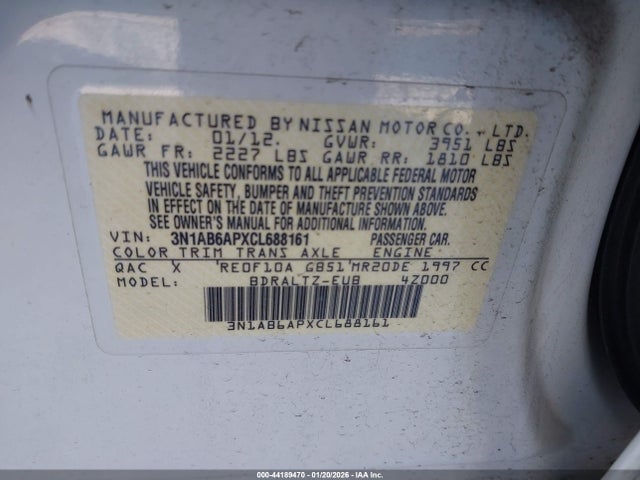 MANUFACTURED BY NISSAN MOTOR CO., LTD.
DATE: 01/12. GVWR: 3951 LBS
GAWR FR: 2227 LBS GAWR RR: 1810 LBS
THIS VEHICLE CONFORMS TO ALL APPLICABLE FEDERAL MOTOR
VEHICLE SAFETY, BUMPER AND THEFT PREVENTION STANDARDS
IN EFFECT ON THE DATE OF MANUFACTURE SHOWN ABOVE.
SEE OWNER'S MANUAL FOR ADDITIONAL INFORMATION.
VIN: 3N1AB6APXCL688161 PASSENGER CAR.
COLOR TRIM TRANS AXLE ENGINE
QAC X RE0F10A GB51 MR20DE 1997 CC
MODEL: BDRALTZ-EUB 4Z000
3N1AB6APXCL688161
000-44189470 | 01/20/2026 | IAA Inc.